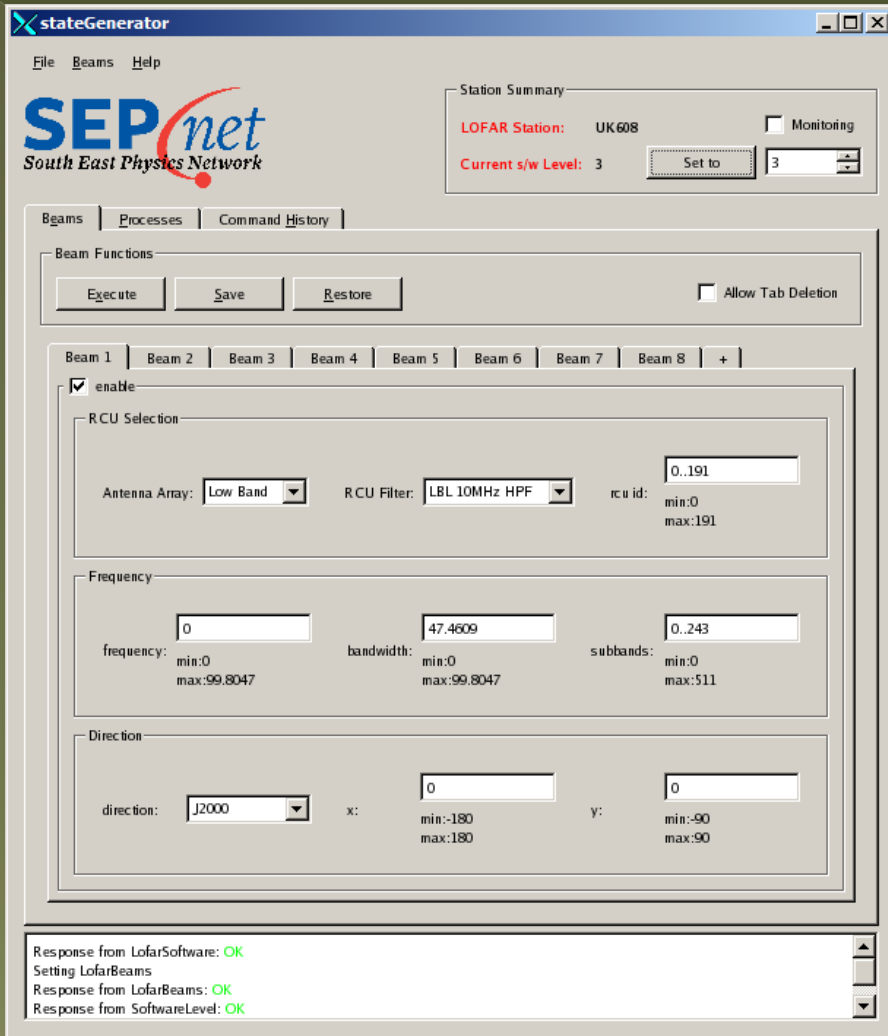 stateGenerator
File Beams Help
SEPnet
South East Physics Network
Station Summary
LOFAR Station: UK608 Monitoring
Current s/w Level: 3 Set to 3
Beams Processes Command History
Beam Functions
Execute Save Restore Allow Tab Deletion
Beam 1 Beam 2 Beam 3 Beam 4 Beam 5 Beam 6 Beam 7 Beam 8 +
enable
RCU Selection
Antenna Array: Low Band RCU Filter: LBL 10MHz HPF rcu id: 0..191
min:0
max:191
Frequency
frequency: 0 bandwidth: 47.4609 subbands: 0..243
min:0 min:0 min:0
max:99.8047 max:99.8047 max:511
Direction
direction: J2000 x: 0 y: 0
min:-180 min:-90
max:180 max:90
Response from LofarSoftware: OK
Setting LofarBeams
Response from LofarBeams: OK
Response from SoftwareLevel: OK